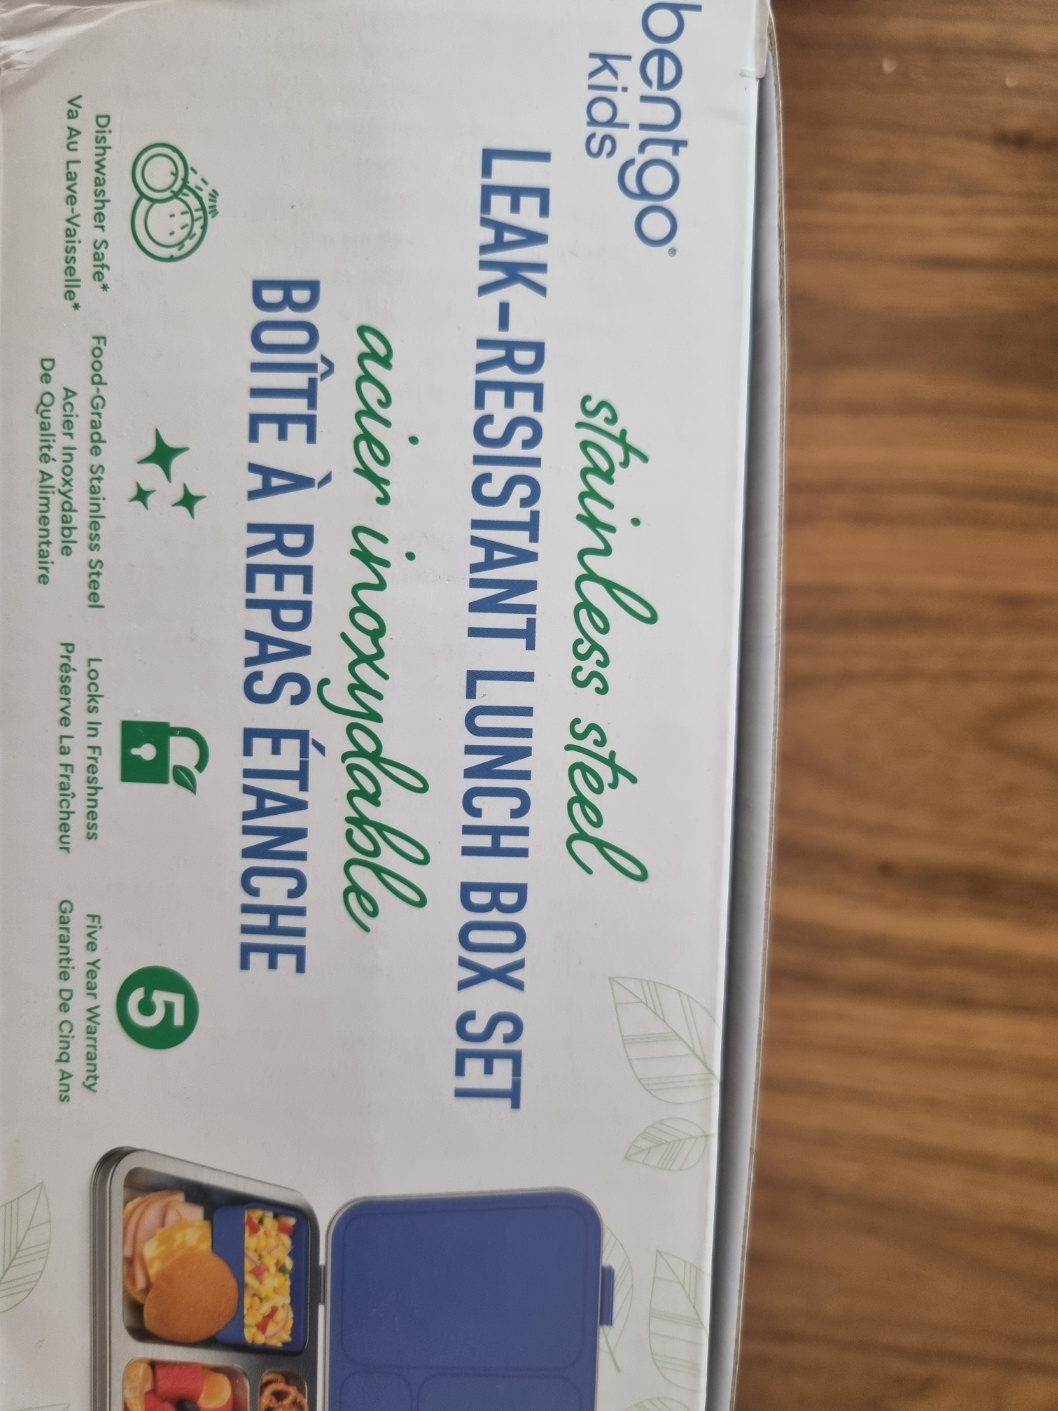 bentgo®
kids
stainless steel
LEAK-RESISTANT LUNCH BOX SET
acier inoxydable
BOÎTE À REPAS ÉTANCHE
Dishwasher Safe*
Va Au Lave-Vaisselle*
Food-Grade Stainless Steel
Acier Inoxydable
De Qualité Alimentaire
Locks In Freshness
Préserve La Fraîcheur
5
Five Year Warranty
Garantie De Cinq Ans